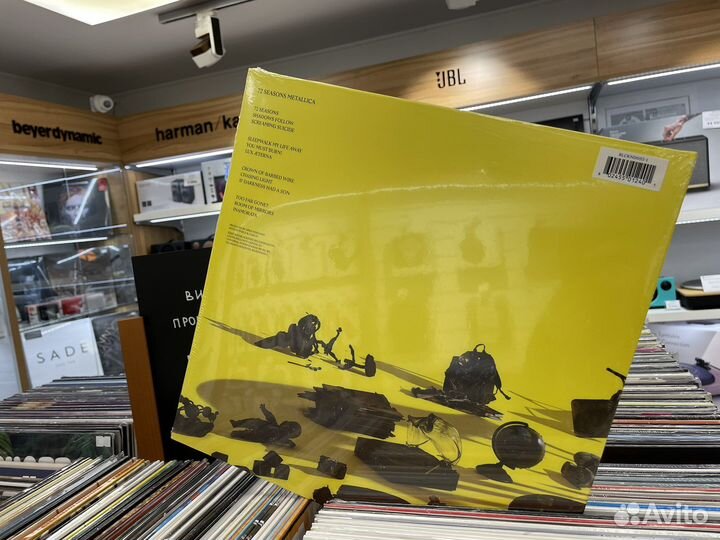 beyerdynamic
harman/ka
JBL
72 SEASONS METALLICA
72 SEASONS
SHADOWS FOLLOW
SCREAMING SUICIDE
SLEEPWALK MY LIFE AWAY
YOU MUST BURN!
LUX ÆTERNA
CROWN OF BARBED WIRE
CHASING LIGHT
IF DARKNESS HAD A SON
TOO FAR GONE?
ROOM OF MIRRORS
INAMORATA
SADE
ВИ
ПРО
Avito